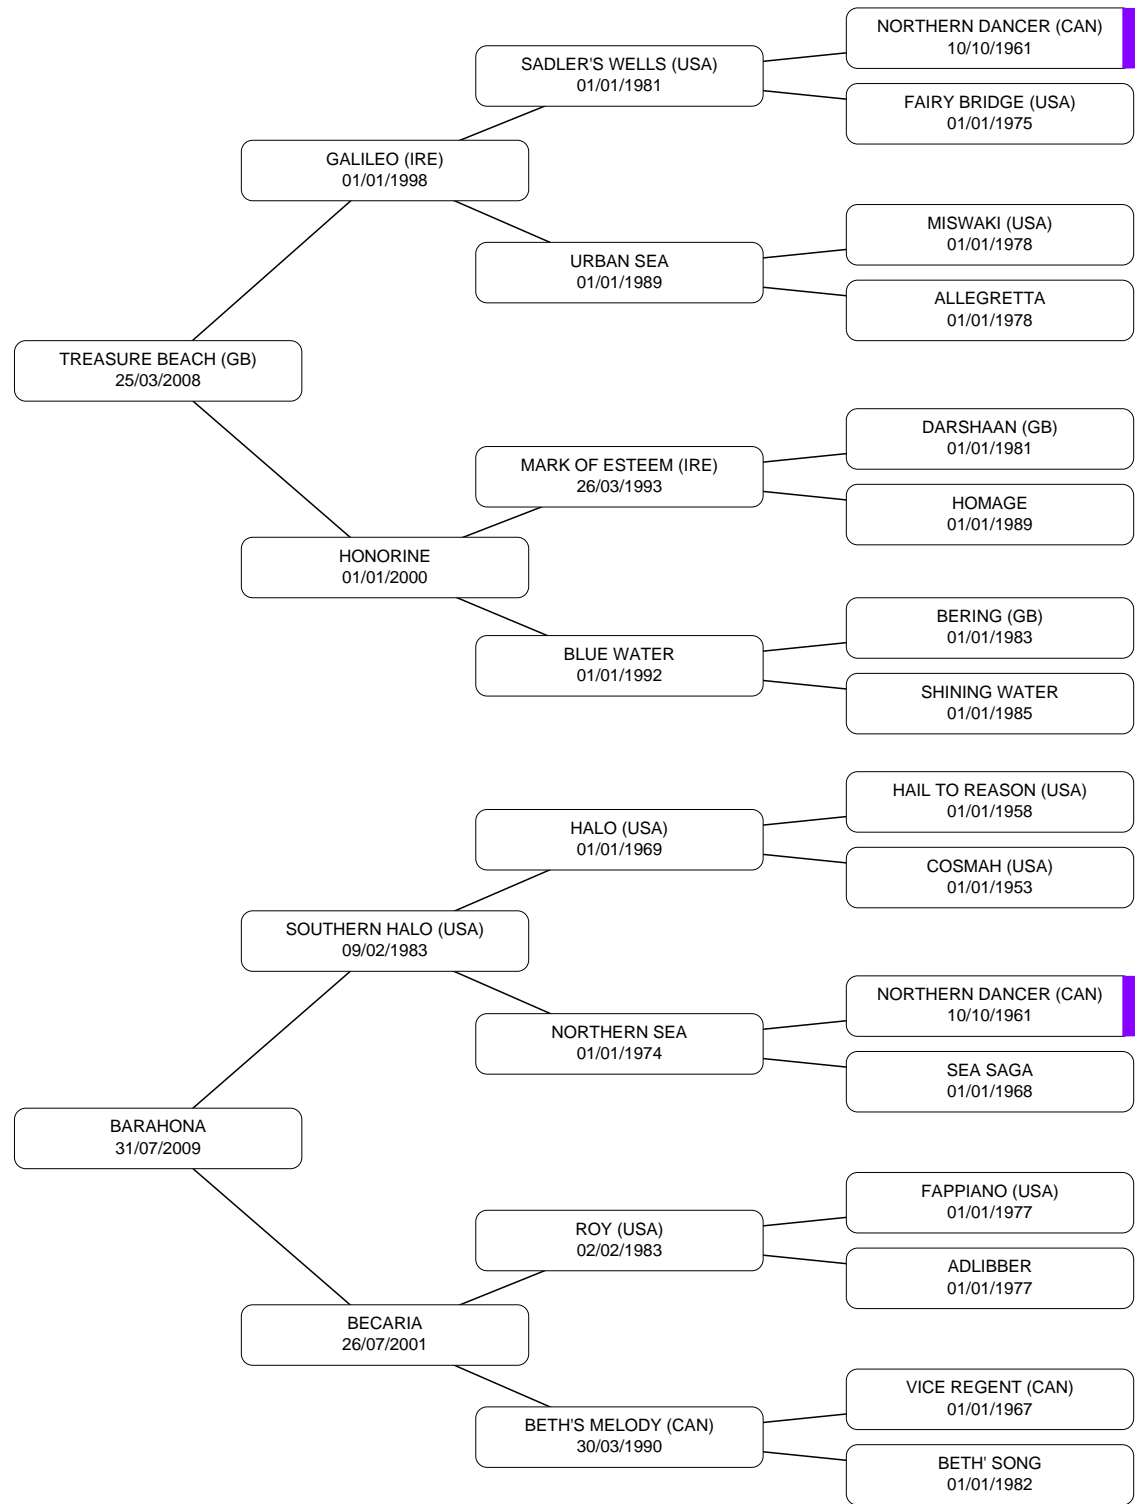 NORTHERN DANCER (CAN)
10/10/1961
SADLER'S WELLS (USA)
01/01/1981
FAIRY BRIDGE (USA)
01/01/1975
GALILEO (IRE)
01/01/1998
MISWAKI (USA)
01/01/1978
URBAN SEA
01/01/1989
ALLEGRETTA
01/01/1978
TREASURE BEACH (GB)
25/03/2008
DARSHAAN (GB)
01/01/1981
MARK OF ESTEEM (IRE)
26/03/1993
HOMAGE
01/01/1989
HONORINE
01/01/2000
BERING (GB)
01/01/1983
BLUE WATER
01/01/1992
SHINING WATER
01/01/1985
HAIL TO REASON (USA)
01/01/1958
HALO (USA)
01/01/1969
COSMAH (USA)
01/01/1953
SOUTHERN HALO (USA)
09/02/1983
NORTHERN DANCER (CAN)
10/10/1961
NORTHERN SEA
01/01/1974
SEA SAGA
01/01/1968
BARAHONA
31/07/2009
FAPPIANO (USA)
01/01/1977
ROY (USA)
02/02/1983
ADLIBBER
01/01/1977
BECARIA
26/07/2001
VICE REGENT (CAN)
01/01/1967
BETH'S MELODY (CAN)
30/03/1990
BETH' SONG
01/01/1982